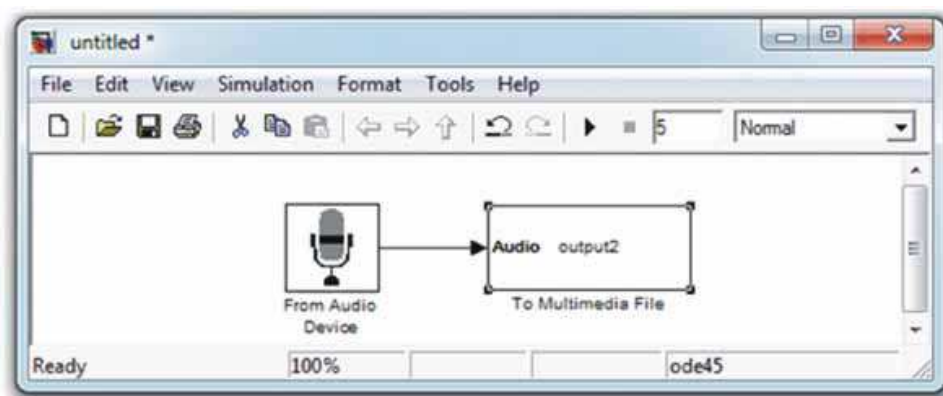 untitled *
File Edit View Simulation Format Tools Help
5 Normal
Audio output2
From Audio
Device
To Multimedia File
Ready 100% ode45